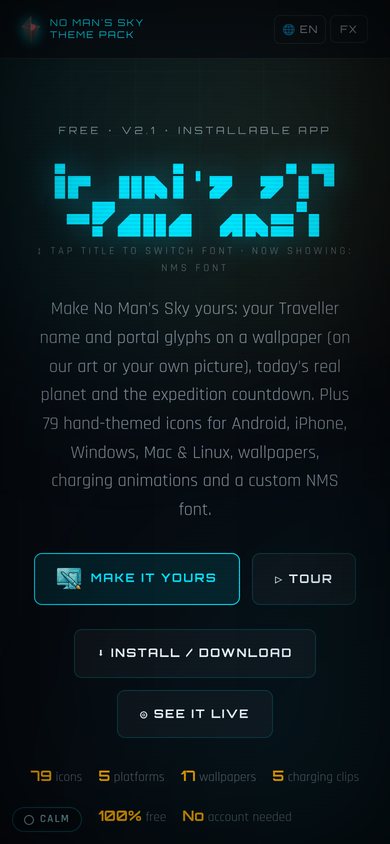 NO MAN'S SKY
THEME PACK
EN
FX
FREE · V2.1 · INSTALLABLE APP
↕ TAP TITLE TO SWITCH FONT · NOW SHOWING:
NMS FONT
Make No Man's Sky yours: your Traveller
name and portal glyphs on a wallpaper (on
our art or your own picture), today's real
planet and the expedition countdown. Plus
79 hand-themed icons for Android, iPhone,
Windows, Mac & Linux, wallpapers,
charging animations and a custom NMS
font.
MAKE IT YOURS
▷ TOUR
⬇ INSTALL / DOWNLOAD
◎ SEE IT LIVE
79 icons 5 platforms 17 wallpapers 5 charging clips
100% free No account needed
◯ CALM